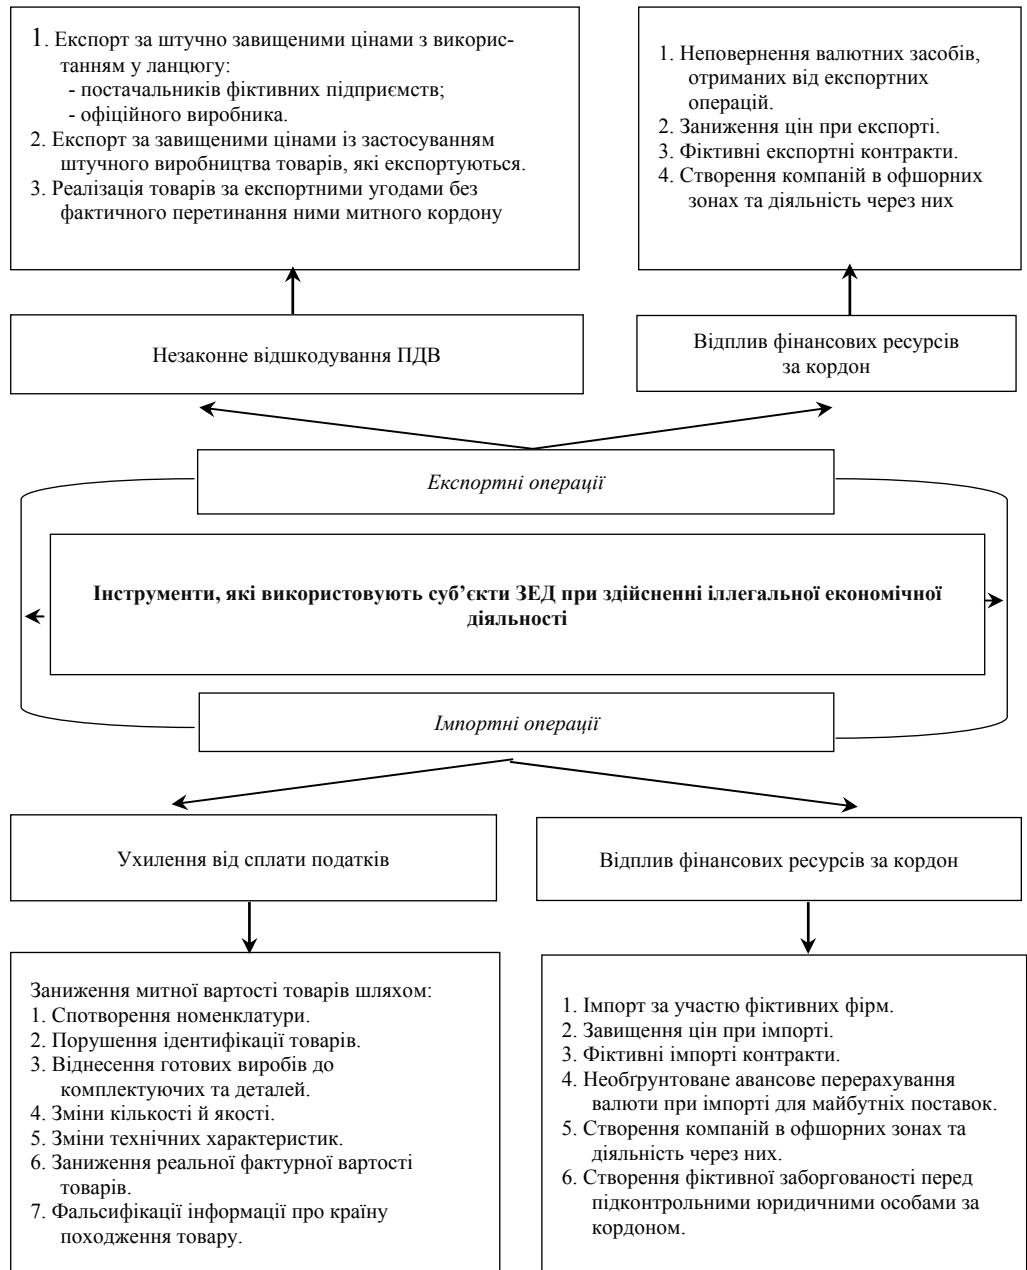 1. Експорт за штучно завищеними цінами з викорис-
танням у ланцюгу:
- постачальників фіктивних підприємств;
- офіційного виробника.
2. Експорт за завищеними цінами із застосуванням
штучного виробництва товарів, які експортуються.
3. Реалізація товарів за експортними угодами без
фактичного перетинання ними митного кордону
1. Неповернення валютних засобів,
отриманих від експортних
операцій.
2. Заниження цін при експорті.
3. Фіктивні експортні контракти.
4. Створення компаній в офшорних
зонах та діяльність через них
Незаконне відшкодування ПДВ
Відплив фінансових ресурсів
за кордон
Експортні операції
Інструменти, які використовують суб’єкти ЗЕД при здійсненні іллегальної економічної
діяльності
Імпортні операції
Ухилення від сплати податків
Відплив фінансових ресурсів за кордон
Заниження митної вартості товарів шляхом:
1. Спотворення номенклатури.
2. Порушення ідентифікації товарів.
3. Віднесення готових виробів до
комплектуючих та деталей.
4. Зміни кількості й якості.
5. Зміни технічних характеристик.
6. Заниження реальної фактурної вартості
товарів.
7. Фальсифікації інформації про країну
походження товару.
1. Імпорт за участю фіктивних фірм.
2. Завищення цін при імпорті.
3. Фіктивні імпорті контракти.
4. Необґрунтоване авансове перерахування
валюти при імпорті для майбутніх поставок.
5. Створення компаній в офшорних зонах та
діяльність через них.
6. Створення фіктивної заборгованості перед
підконтрольними юридичними особами за
кордоном.